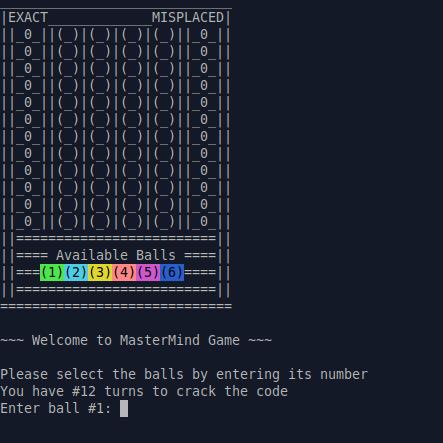 _____________________________
|EXACT_____________MISPLACED|
||_0_||(_)|(_)|(_)|(_)||_0_||
||_0_||(_)|(_)|(_)|(_)||_0_||
||_0_||(_)|(_)|(_)|(_)||_0_||
||_0_||(_)|(_)|(_)|(_)||_0_||
||_0_||(_)|(_)|(_)|(_)||_0_||
||_0_||(_)|(_)|(_)|(_)||_0_||
||_0_||(_)|(_)|(_)|(_)||_0_||
||_0_||(_)|(_)|(_)|(_)||_0_||
||_0_||(_)|(_)|(_)|(_)||_0_||
||_0_||(_)|(_)|(_)|(_)||_0_||
||_0_||(_)|(_)|(_)|(_)||_0_||
||_0_||(_)|(_)|(_)|(_)||_0_||
||=========================||
||==== Available Balls ====||
||===(1)(2)(3)(4)(5)(6)====||
||=========================||
=============================
~~~ Welcome to MasterMind Game ~~~
Please select the balls by entering its number
You have #12 turns to crack the code
Enter ball #1: